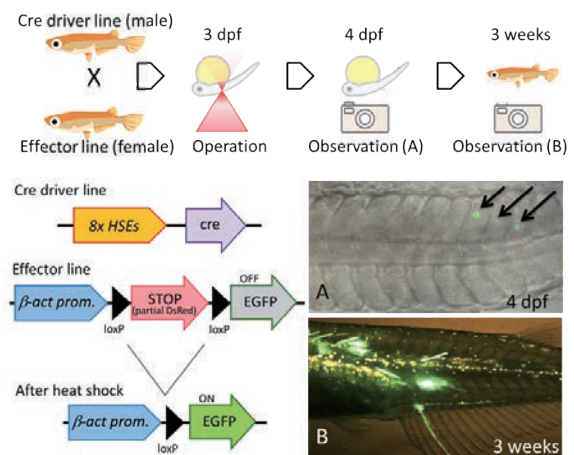 Cre driver line (male)
X
Effector line (female)
3 dpf
Operation
4 dpf
Observation (A)
3 weeks
Observation (B)
Cre driver line
8x HSEs
cre
Effector line
β-act prom.
loxP
STOP
(partial DsRed)
loxP
OFF
EGFP
After heat shock
β-act prom.
loxP
ON
EGFP
A
4 dpf
B
3 weeks